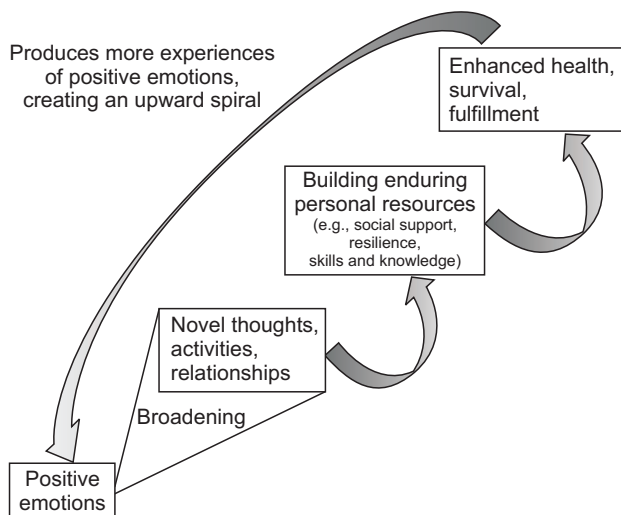 Produces more experiences
of positive emotions,
creating an upward spiral
Enhanced health,
survival,
fulfillment
Building enduring
personal resources
(e.g., social support,
resilience,
skills and knowledge)
Novel thoughts,
activities,
relationships
Broadening
Positive
emotions